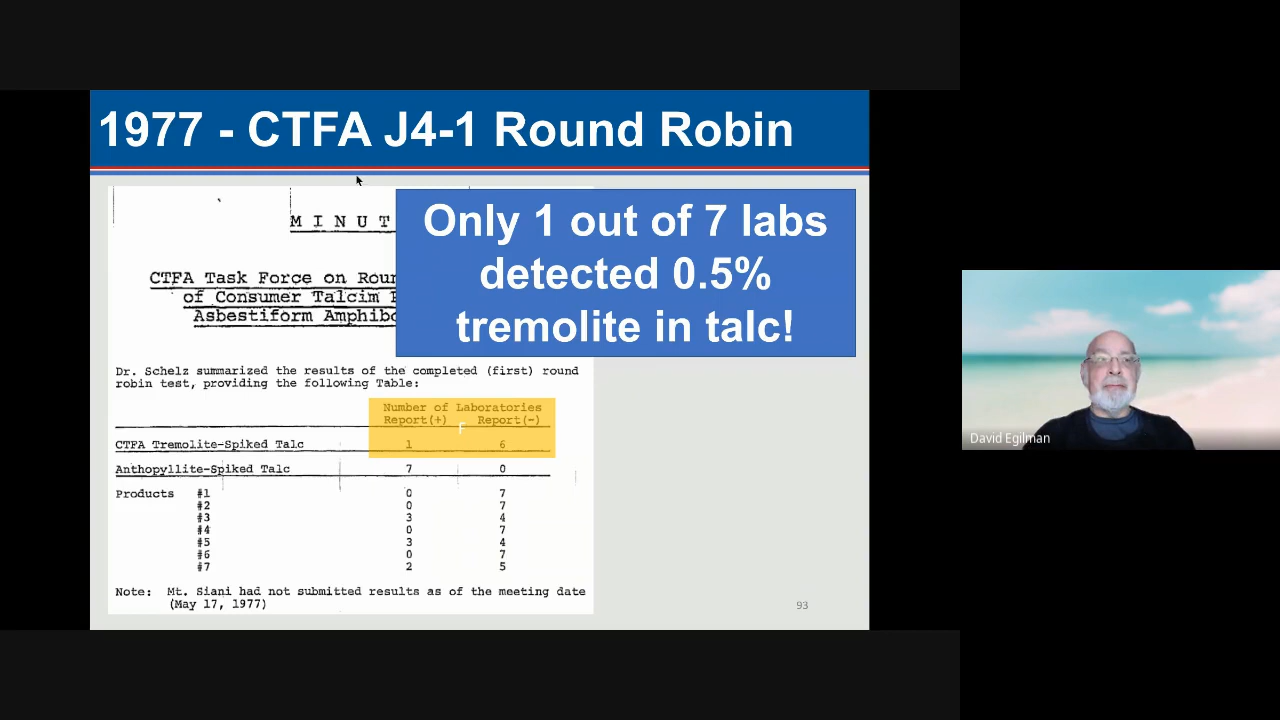 1977 - CTFA J4-1 Round Robin
Only 1 out of 7 labs
detected 0.5%
tremolite in talc!
M I N U T
CTFA Task Force on Roun
of Consumer Talcim P
Asbestiform Amphibo
Dr. Schelz summarized the results of the completed (first) round
robin test, providing the following Table:
Number of Laboratories
Report(+) Report(-)
F
CTFA Tremolite-Spiked Talc 1 6
Anthopyllite-Spiked Talc 7 0
Products #1 0 7
#2 0 7
#3 3 4
#4 0 7
#5 3 4
#6 0 7
#7 2 5
Note: Mt. Siani had not submitted results as of the meeting date
(May 17, 1977)
93
David Egilman